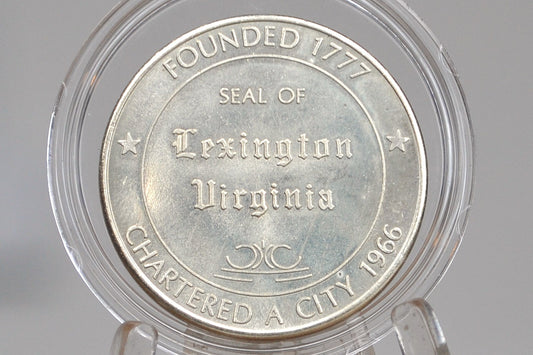 FOUNDED 1777
SEAL OF
Lexington
Virginia
CHARTERED A CITY 1966